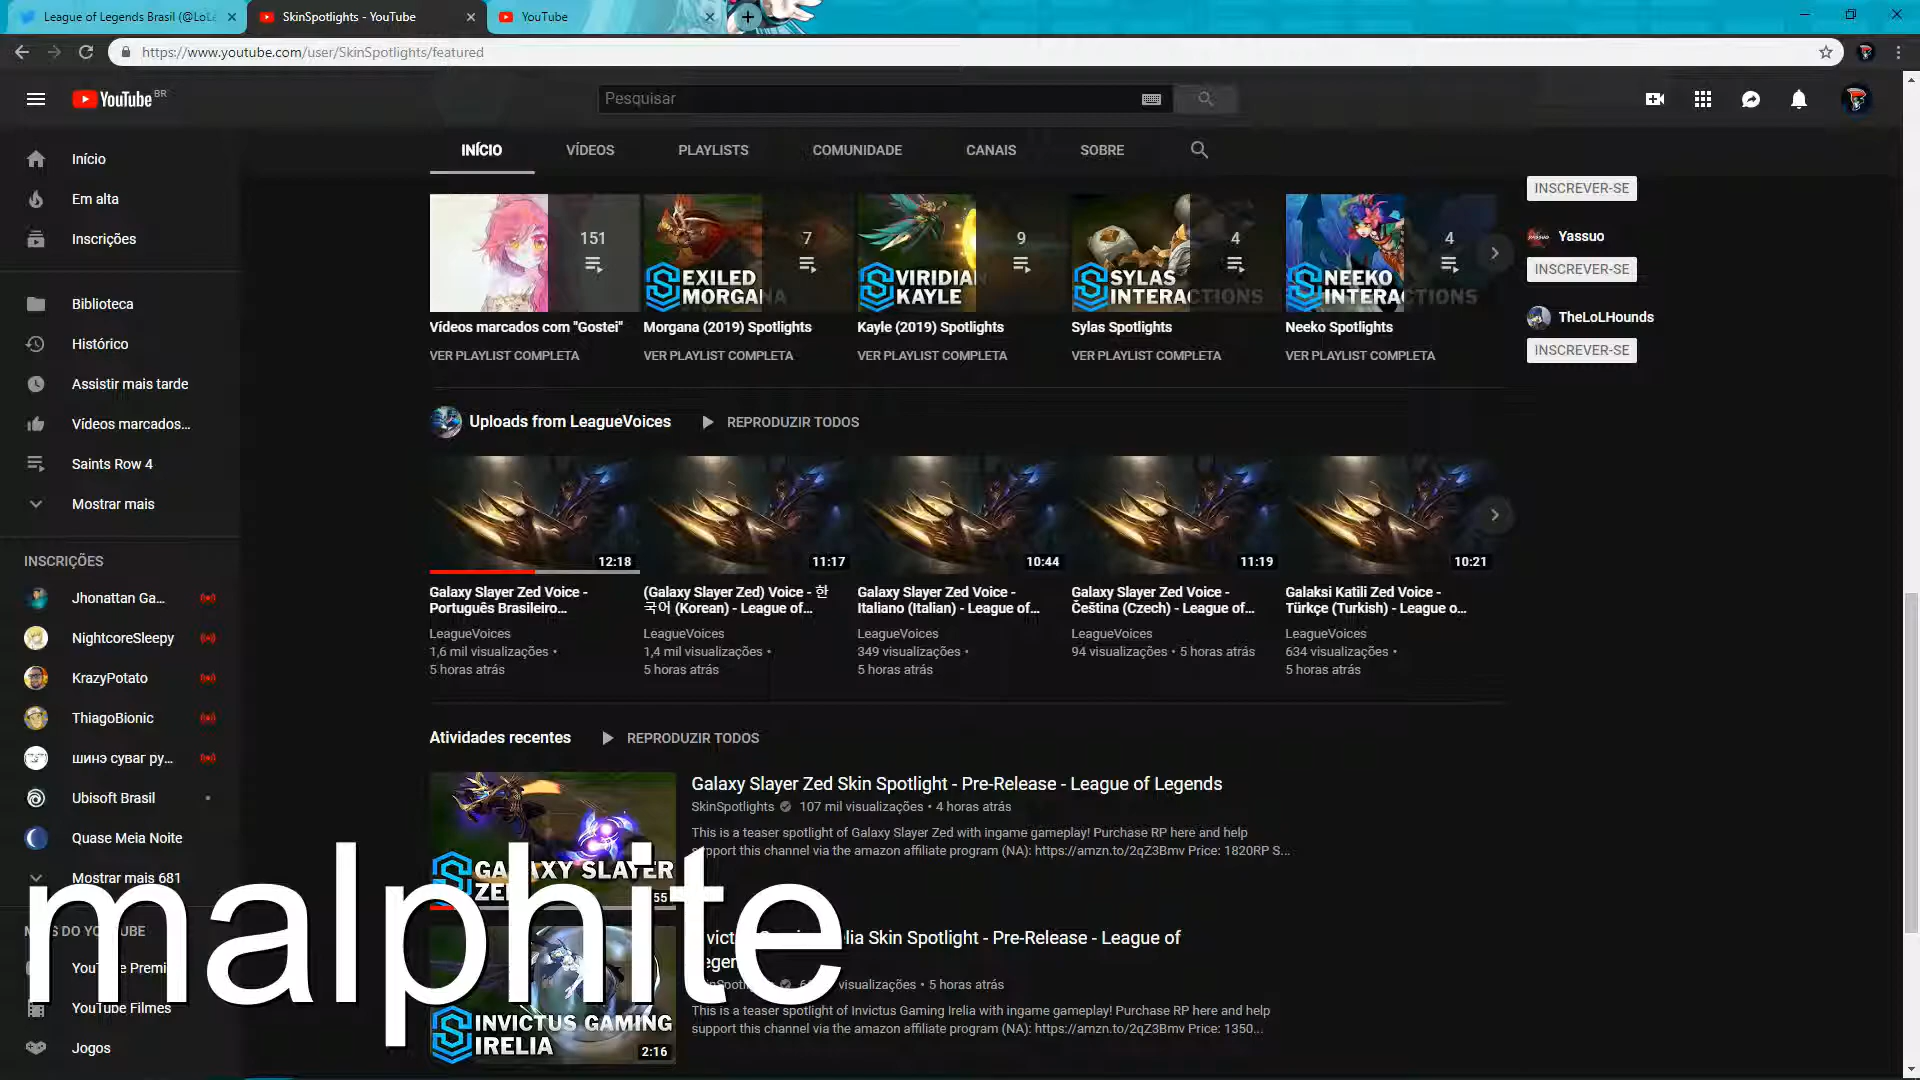 League of Legends Brasil (@LoL
SkinSpotlights - YouTube
YouTube
https://www.youtube.com/user/SkinSpotlights/featured
YouTube BR
Pesquisar
INÍCIO
VÍDEOS
PLAYLISTS
COMUNIDADE
CANAIS
SOBRE
Início
Em alta
Inscrições
Biblioteca
Histórico
Assistir mais tarde
Vídeos marcados...
Saints Row 4
Mostrar mais
INSCRIÇÕES
Jhonattan Ga...
NightcoreSleepy
KrazyPotato
ThiagoBionic
шинэ суваг ру...
Ubisoft Brasil
Quase Meia Noite
Mostrar mais 681
DO YOUTUBE
YouTube Premi
YouTube Filmes
Jogos
151
Vídeos marcados com "Gostei"
VER PLAYLIST COMPLETA
EXILED
MORGANA
7
Morgana (2019) Spotlights
VER PLAYLIST COMPLETA
VIRIDIAN
KAYLE
9
Kayle (2019) Spotlights
VER PLAYLIST COMPLETA
SYLAS
INTERACTIONS
4
Sylas Spotlights
VER PLAYLIST COMPLETA
NEEKO
INTERACTIONS
4
Neeko Spotlights
VER PLAYLIST COMPLETA
INSCREVER-SE
Yassuo
INSCREVER-SE
TheLoLHounds
INSCREVER-SE
Uploads from LeagueVoices
REPRODUZIR TODOS
12:18
Galaxy Slayer Zed Voice -
Português Brasileiro...
LeagueVoices
1,6 mil visualizações •
5 horas atrás
11:17
(Galaxy Slayer Zed) Voice - 한
국어 (Korean) - League of...
LeagueVoices
1,4 mil visualizações •
5 horas atrás
10:44
Galaxy Slayer Zed Voice -
Italiano (Italian) - League of...
LeagueVoices
349 visualizações •
5 horas atrás
11:19
Galaxy Slayer Zed Voice -
Čeština (Czech) - League of...
LeagueVoices
94 visualizações • 5 horas atrás
10:21
Galaksi Katili Zed Voice -
Türkçe (Turkish) - League o...
LeagueVoices
634 visualizações •
5 horas atrás
Atividades recentes
REPRODUZIR TODOS
GALAXY SLAYER
ZED
55
Galaxy Slayer Zed Skin Spotlight - Pre-Release - League of Legends
SkinSpotlights 107 mil visualizações • 4 horas atrás
This is a teaser spotlight of Galaxy Slayer Zed with ingame gameplay! Purchase RP here and help
support this channel via the amazon affiliate program (NA): https://amzn.to/2qZ3Bmv Price: 1820RP S...
INVICTUS GAMING
IRELIA
2:16
Skin Spotlight - Pre-Release - League of
visualizações • 5 horas atrás
This is a teaser spotlight of Invictus Gaming Irelia with ingame gameplay! Purchase RP here and help
support this channel via the amazon affiliate program (NA): https://amzn.to/2qZ3Bmv Price: 1350...
malphite